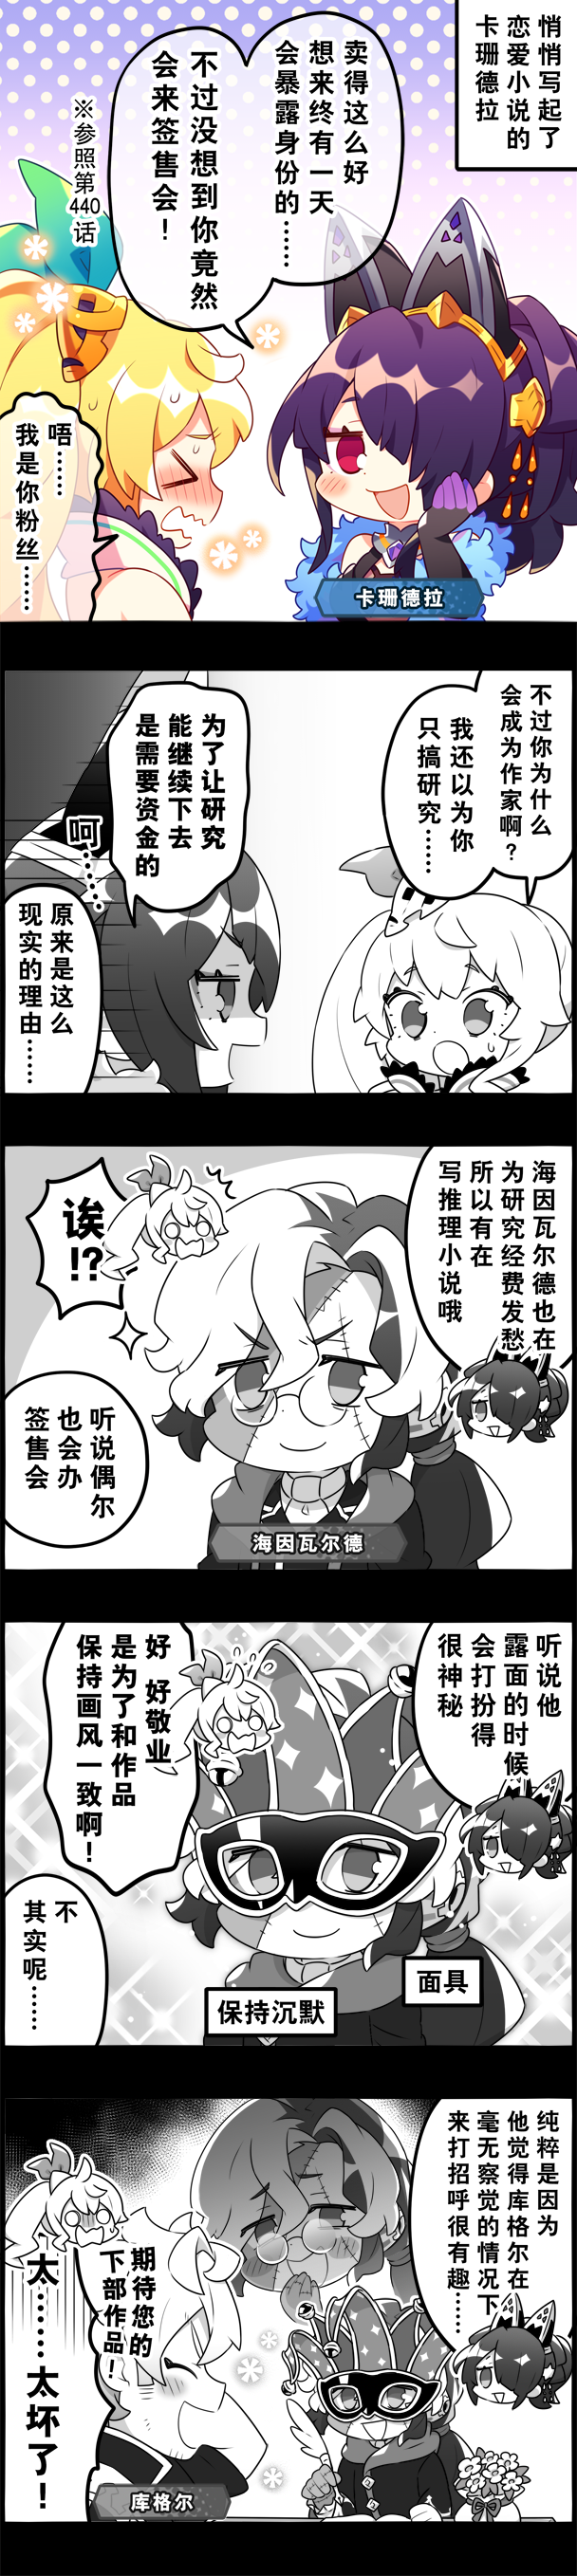 悄悄写起了
恋爱小说的
卡珊德拉
卖得这么好
想来终有一天
会暴露身份的……
不过没想到你竟然
会来签售会！
※参照第440话
唔……
我是你粉丝……
卡珊德拉
不过你为什么
会成为作家啊？
我还以为你
只搞研究……
为了让研究
能继续下去
是需要资金的
呵……
原来是这么
现实的理由……
海因瓦尔德也在
为研究经费发愁
所以有在
写推理小说哦
诶!?
听说偶尔
也会办
签售会
海因瓦尔德
听说他
露面的时候
会打扮得
很神秘
好 好敬业
是为了和作品
保持画风一致啊！
面具
保持沉默
不
其实呢……
纯粹是因为
他觉得库格尔在
毫无察觉的情况下
来打招呼很有趣……
期待您的
下部作品！
太……太坏了！
库格尔